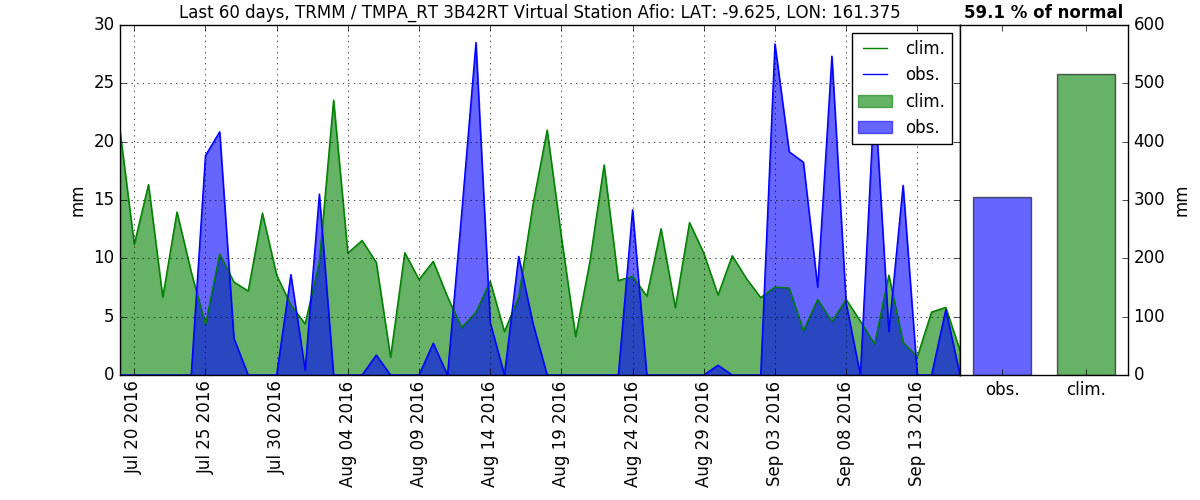 Last 60 days, TRMM / TMPA_RT 3B42RT Virtual Station Afio: LAT: -9.625, LON: 161.375
59.1 % of normal
30
25
20
15
10
5
0
mm
clim.
obs.
clim.
obs.
600
500
400
300
200
100
0
mm
Jul 20 2016
Jul 25 2016
Jul 30 2016
Aug 04 2016
Aug 09 2016
Aug 14 2016
Aug 19 2016
Aug 24 2016
Aug 29 2016
Sep 03 2016
Sep 08 2016
Sep 13 2016
obs.
clim.